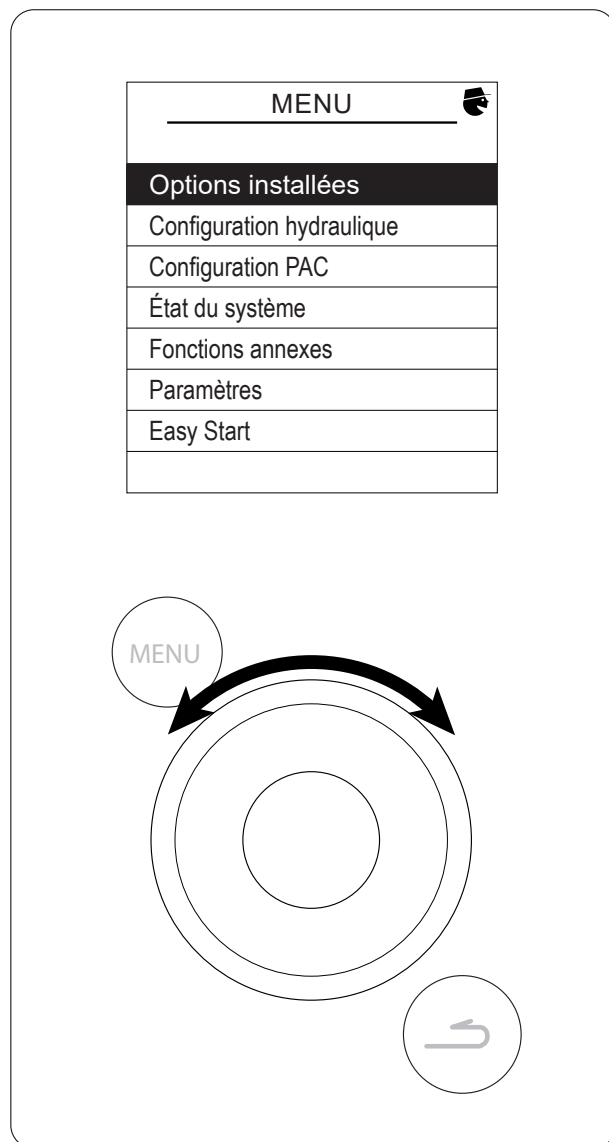 MENU
Options installées
Configuration hydraulique
Configuration PAC
État du système
Fonctions annexes
Paramètres
Easy Start
MENU